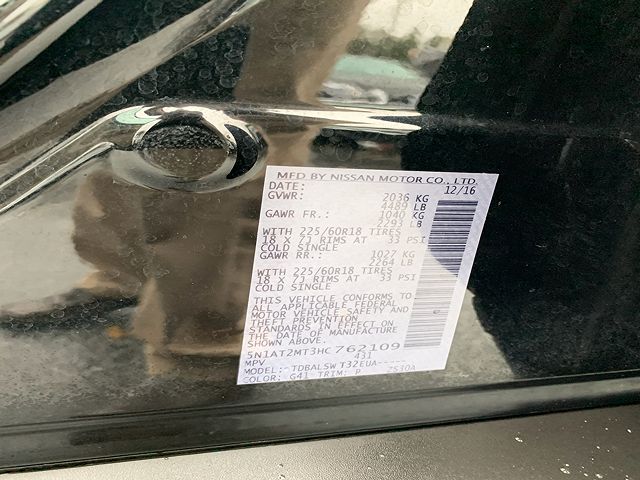 MFD BY NISSAN MOTOR CO., LTD.
DATE: 12/16
GVWR: 2036 KG
4489 LB
GAWR FR.: 1040 KG
2293 LB
WITH 225/60R18 TIRES
18 X 7J RIMS AT 33 PSI
COLD SINGLE
GAWR RR.: 1027 KG
2264 LB
WITH 225/60R18 TIRES
18 X 7J RIMS AT 33 PSI
COLD SINGLE
THIS VEHICLE CONFORMS TO
ALL APPLICABLE FEDERAL
MOTOR VEHICLE SAFETY AND
THEFT PREVENTION
STANDARDS IN EFFECT ON
THE DATE OF MANUFACTURE
SHOWN ABOVE.
5N1AT2MT3HC762109
MPV 431
MODEL: TDBALSWT32EUA-----
COLOR: G41 TRIM: P 7S30A